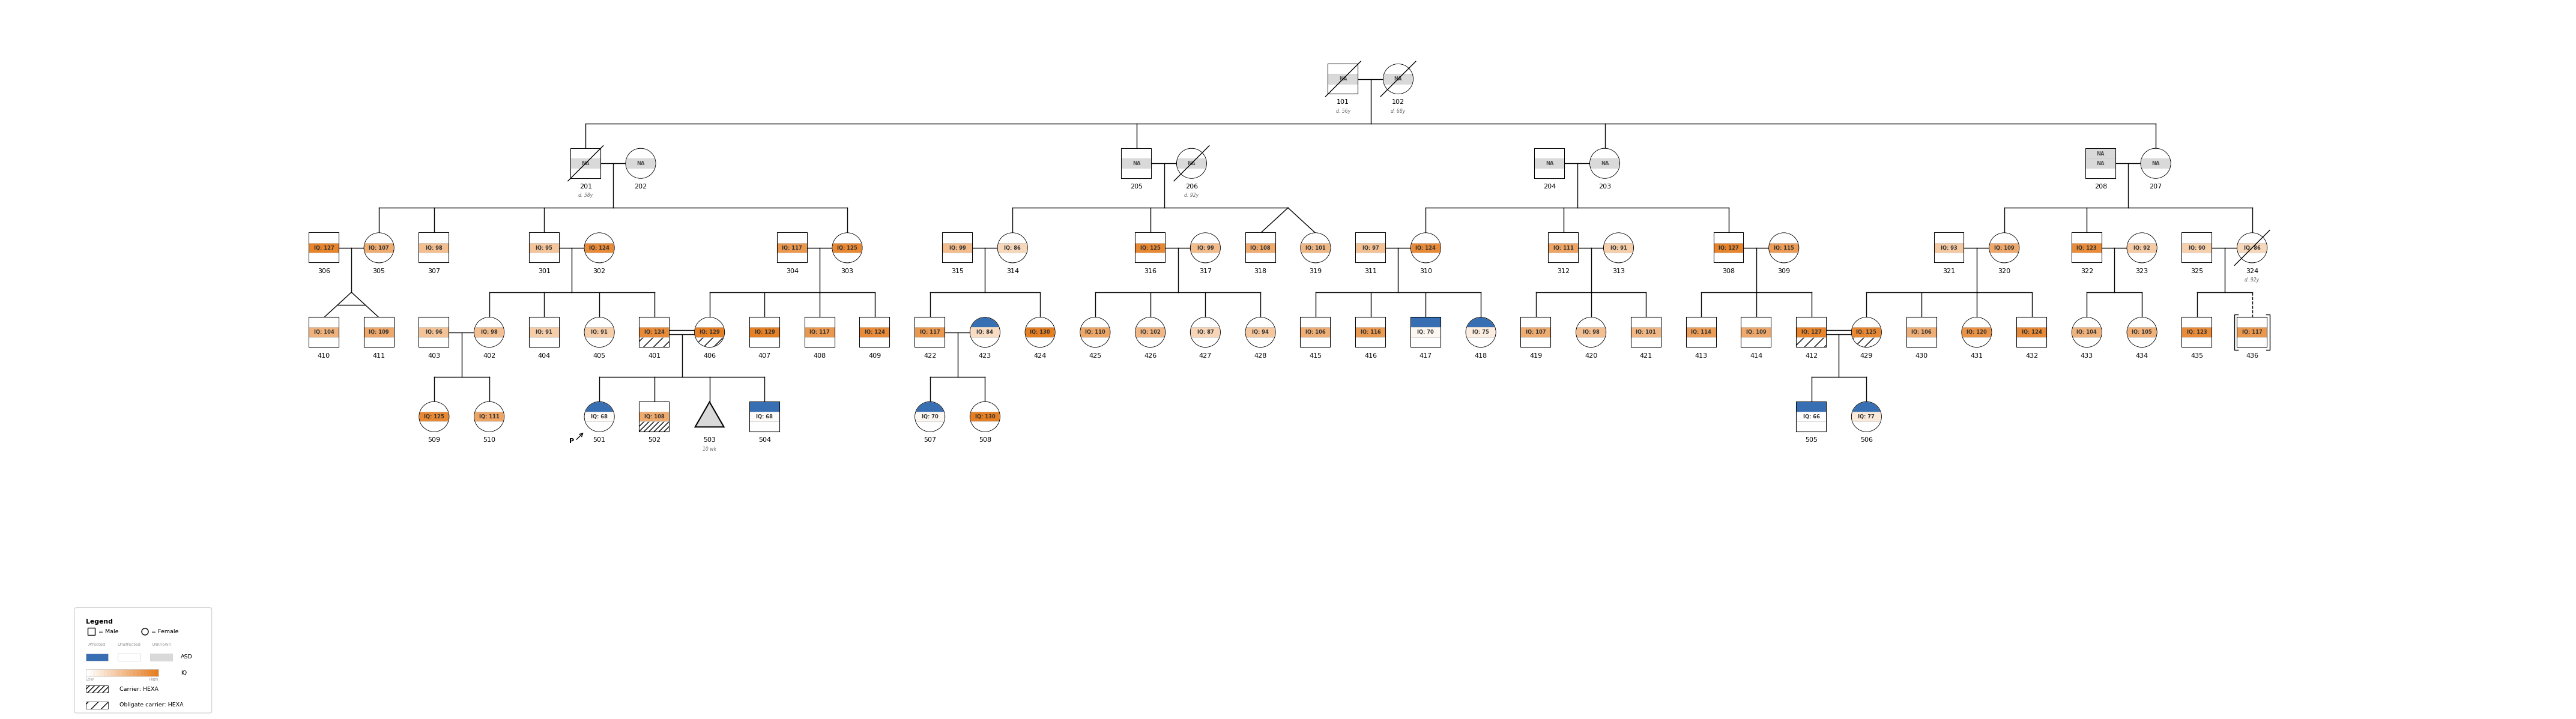 NA NA
101 102
d. 56y d. 68y
NA NA NA NA NA NA NA NA NA
201 202 205 206 204 203 208 207
d. 58y d. 92y
IQ: 127 IQ: 107 IQ: 98 IQ: 95 IQ: 124 IQ: 117 IQ: 125 IQ: 99 IQ: 86 IQ: 125 IQ: 99 IQ: 108 IQ: 101 IQ: 97 IQ: 124 IQ: 111 IQ: 91 IQ: 127 IQ: 115 IQ: 93 IQ: 109 IQ: 123 IQ: 92 IQ: 90 IQ: 86
306 305 307 301 302 304 303 315 314 316 317 318 319 311 310 312 313 308 309 321 320 322 323 325 324
d. 92y
IQ: 104 IQ: 109 IQ: 96 IQ: 98 IQ: 91 IQ: 91 IQ: 124 IQ: 129 IQ: 129 IQ: 117 IQ: 124 IQ: 117 IQ: 84 IQ: 130 IQ: 110 IQ: 102 IQ: 87 IQ: 94 IQ: 106 IQ: 116 IQ: 70 IQ: 75 IQ: 107 IQ: 98 IQ: 101 IQ: 114 IQ: 109 IQ: 127 IQ: 125 IQ: 106 IQ: 120 IQ: 124 IQ: 104 IQ: 105 IQ: 123 IQ: 117
410 411 403 402 404 405 401 406 407 408 409 422 423 424 425 426 427 428 415 416 417 418 419 420 421 413 414 412 429 430 431 432 433 434 435 436
IQ: 125 IQ: 111 IQ: 68 IQ: 108 IQ: 68 IQ: 70 IQ: 130 IQ: 66 IQ: 77
P
509 510 501 502 503 504 507 508 505 506
10 wk
Legend
= Male = Female
Affected Unaffected Unknown
ASD
IQ
Low High
Carrier: HEXA
Obligate carrier: HEXA